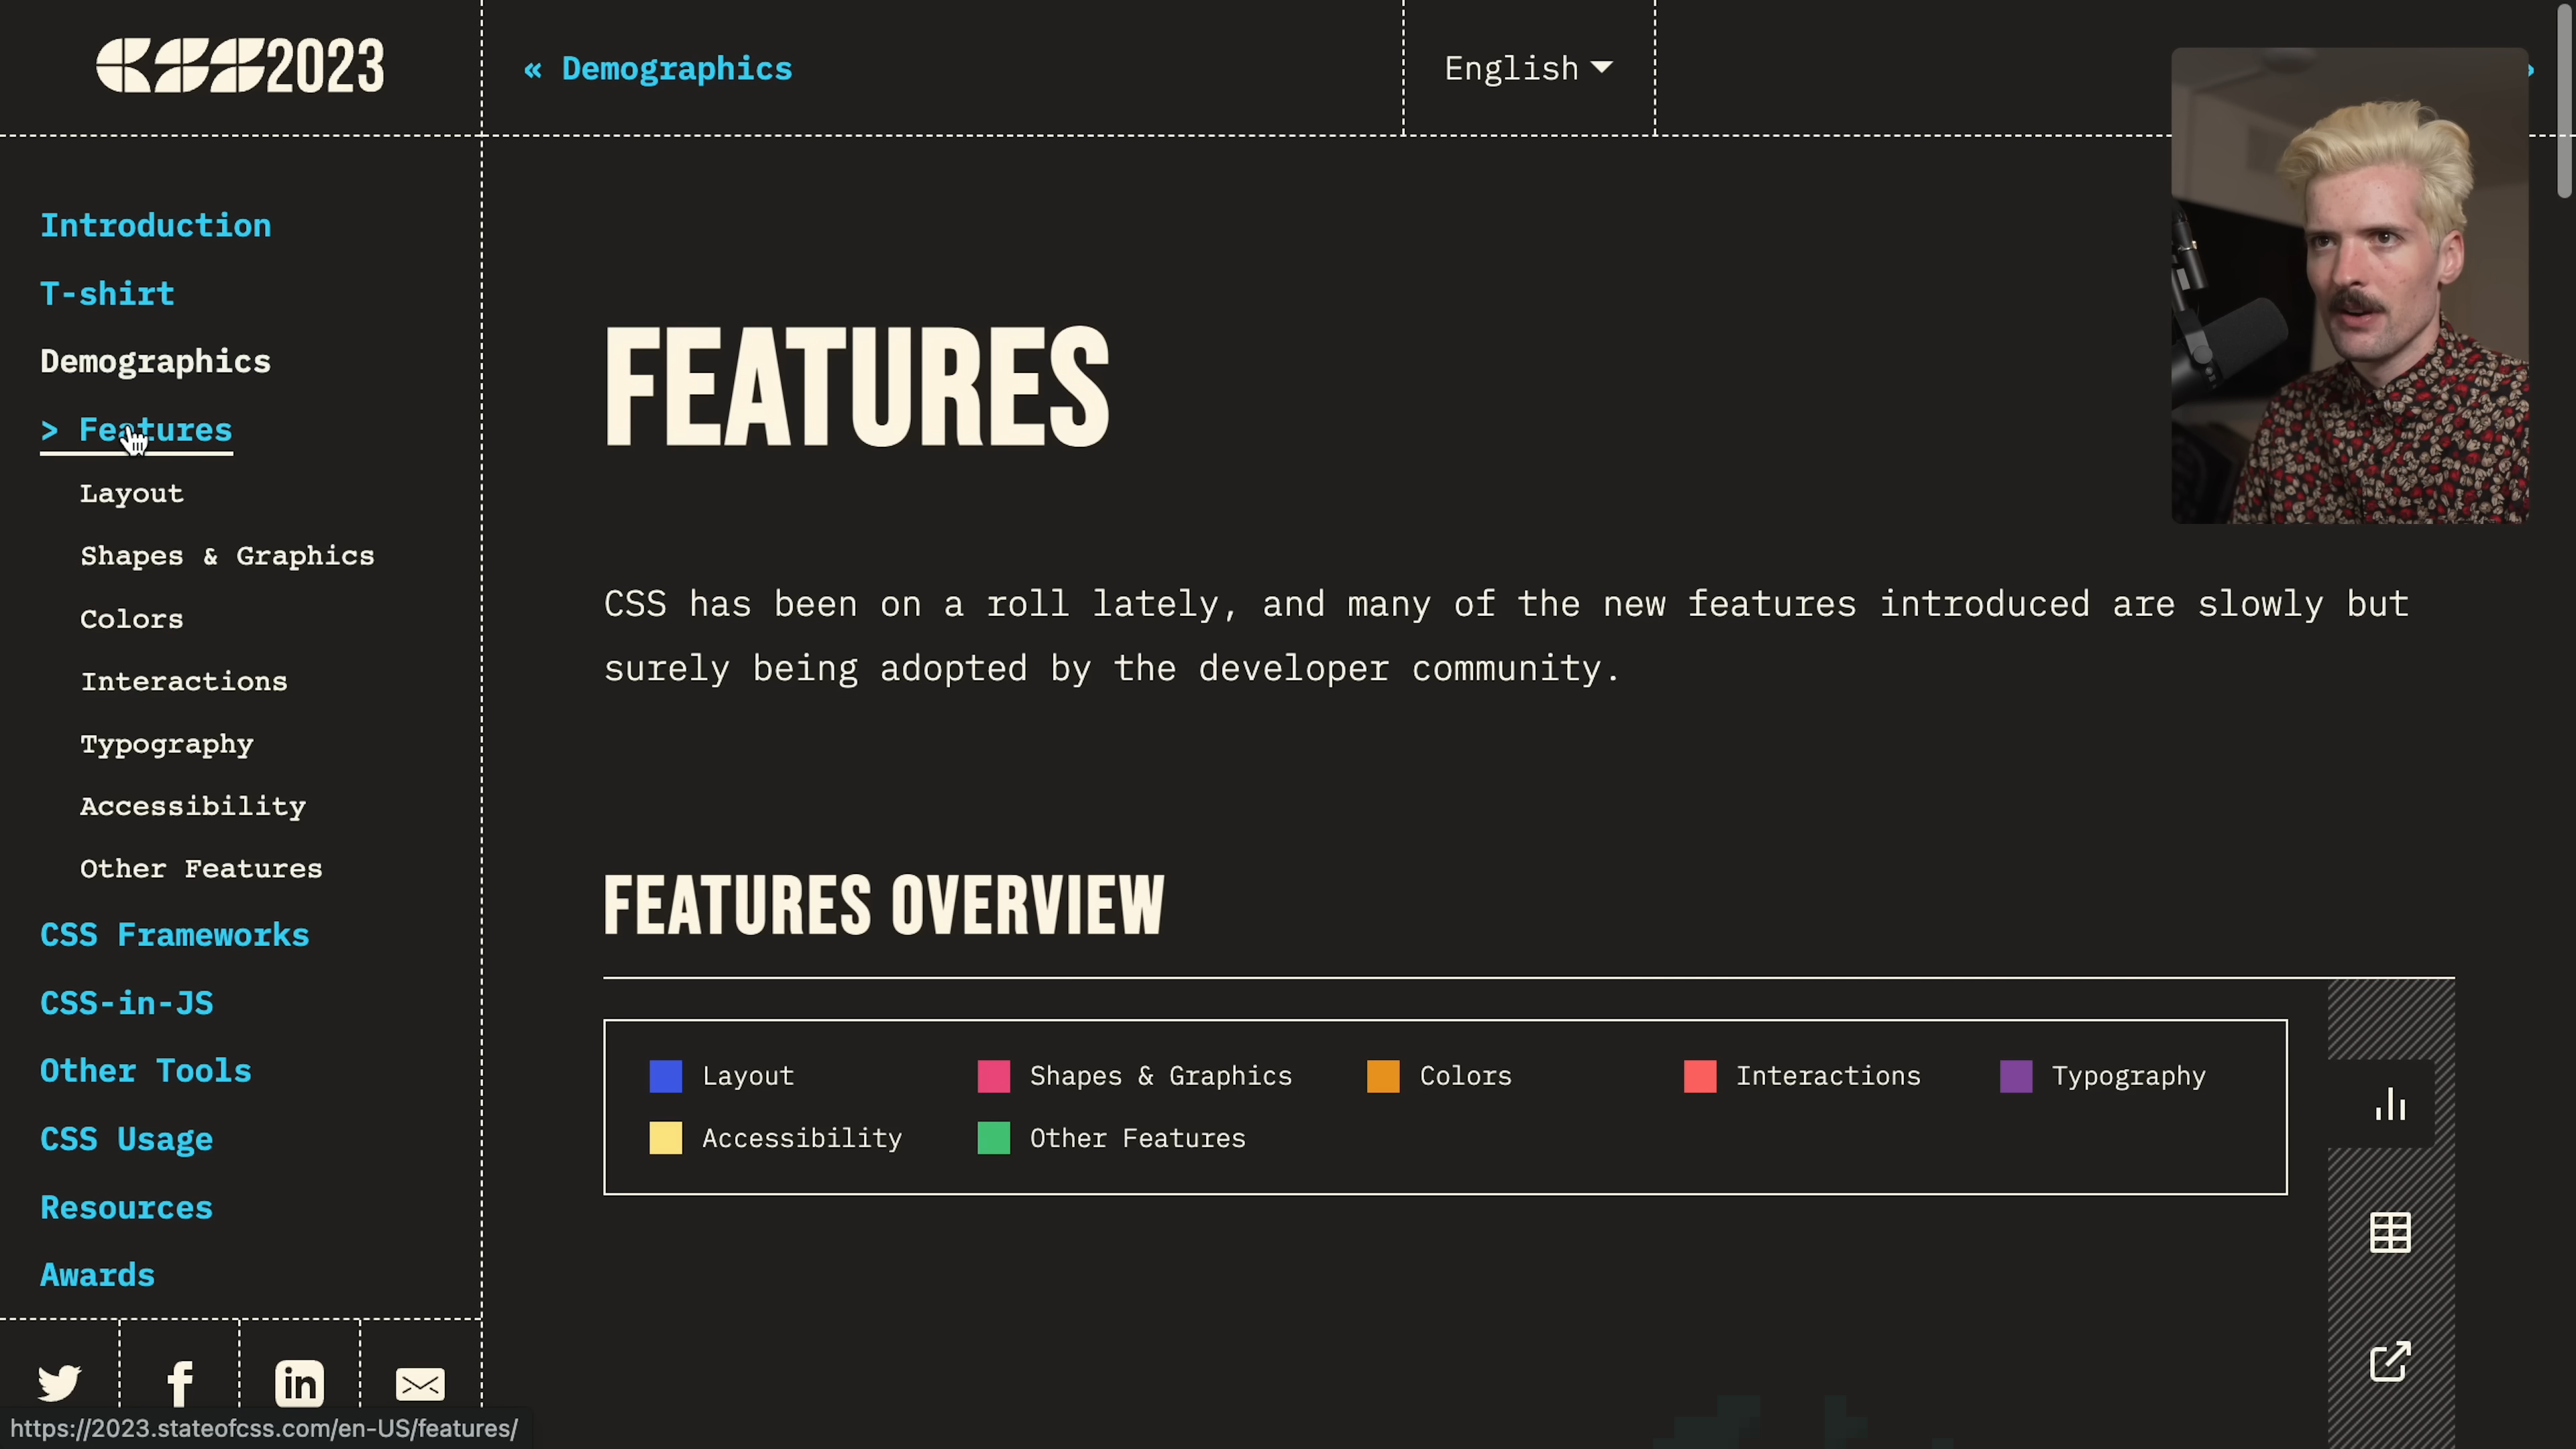 CSS2023
« Demographics
English
Introduction
T-shirt
Demographics
> Features
Layout
Shapes & Graphics
Colors
Interactions
Typography
Accessibility
Other Features
CSS Frameworks
CSS-in-JS
Other Tools
CSS Usage
Resources
Awards
FEATURES
CSS has been on a roll lately, and many of the new features introduced are slowly but
surely being adopted by the developer community.
FEATURES OVERVIEW
Layout
Shapes & Graphics
Colors
Interactions
Typography
Accessibility
Other Features
https://2023.stateofcss.com/en-US/features/